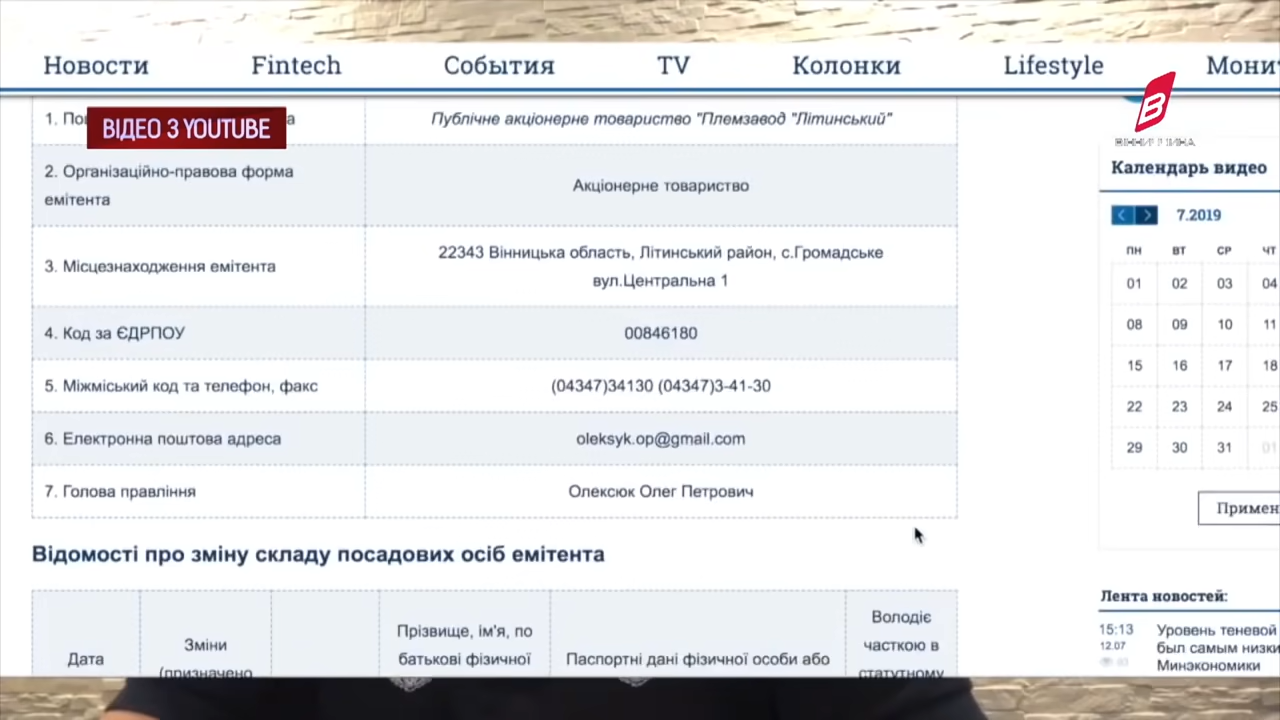 Новости Fintech События TV Колонки Lifestyle Мони
ВІДЕО З YOUTUBE
1. По а Публічне акціонерне товариство "Племзавод "Літинський"
В
ВІННИЧЧИНА
2. Організаційно-правова форма
емітента
Акціонерне товариство
3. Місцезнаходження емітента
22343 Вінницька область, Літинський район, с.Громадське
вул.Центральна 1
4. Код за ЄДРПОУ 00846180
5. Міжміський код та телефон, факс (04347)34130 (04347)3-41-30
6. Електронна поштова адреса oleksyk.op@gmail.com
7. Голова правління Олексюк Олег Петрович
Відомості про зміну складу посадових осіб емітента
Дата
Зміни
(призначено
Прізвище, ім'я, по
батькові фізичної
Паспортні дані фізичної особи або
Володіє
часткою в
статутному
Календарь видео
7.2019
ПН ВТ СР ЧТ
01 02 03 04
08 09 10 11
15 16 17 18
22 23 24 25
29 30 31 01
Примен
Лента новостей:
15:13
12.07
Уровень теневой
был самым низки
Минэкономики